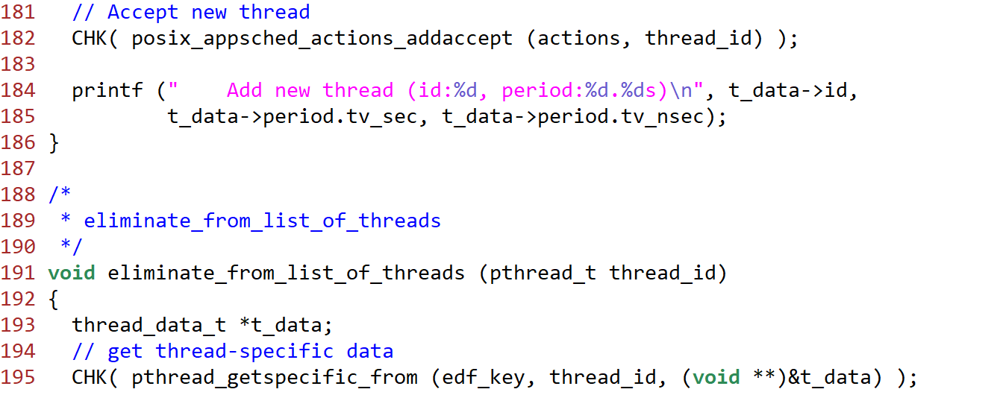 181   // Accept new thread
182   CHK( posix_appsched_actions_addaccept (actions, thread_id) );
183
184   printf ("    Add new thread (id:%d, period:%d.%ds)\n", t_data->id,
185           t_data->period.tv_sec, t_data->period.tv_nsec);
186 }
187
188 /*
189  * eliminate_from_list_of_threads
190  */
191 void eliminate_from_list_of_threads (pthread_t thread_id)
192 {
193   thread_data_t *t_data;
194   // get thread-specific data
195   CHK( pthread_getspecific_from (edf_key, thread_id, (void **)&t_data) );